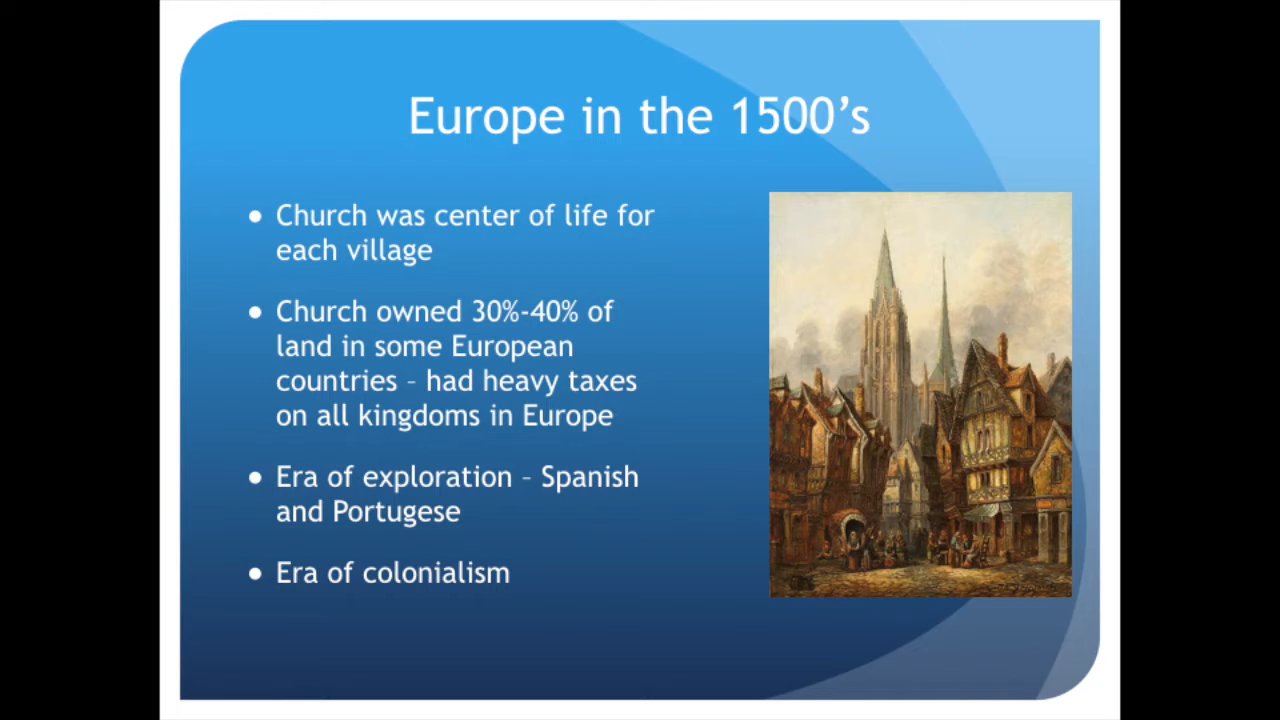 Europe in the 1500’s
● Church was center of life for
each village
● Church owned 30%-40% of
land in some European
countries – had heavy taxes
on all kingdoms in Europe
● Era of exploration – Spanish
and Portugese
● Era of colonialism